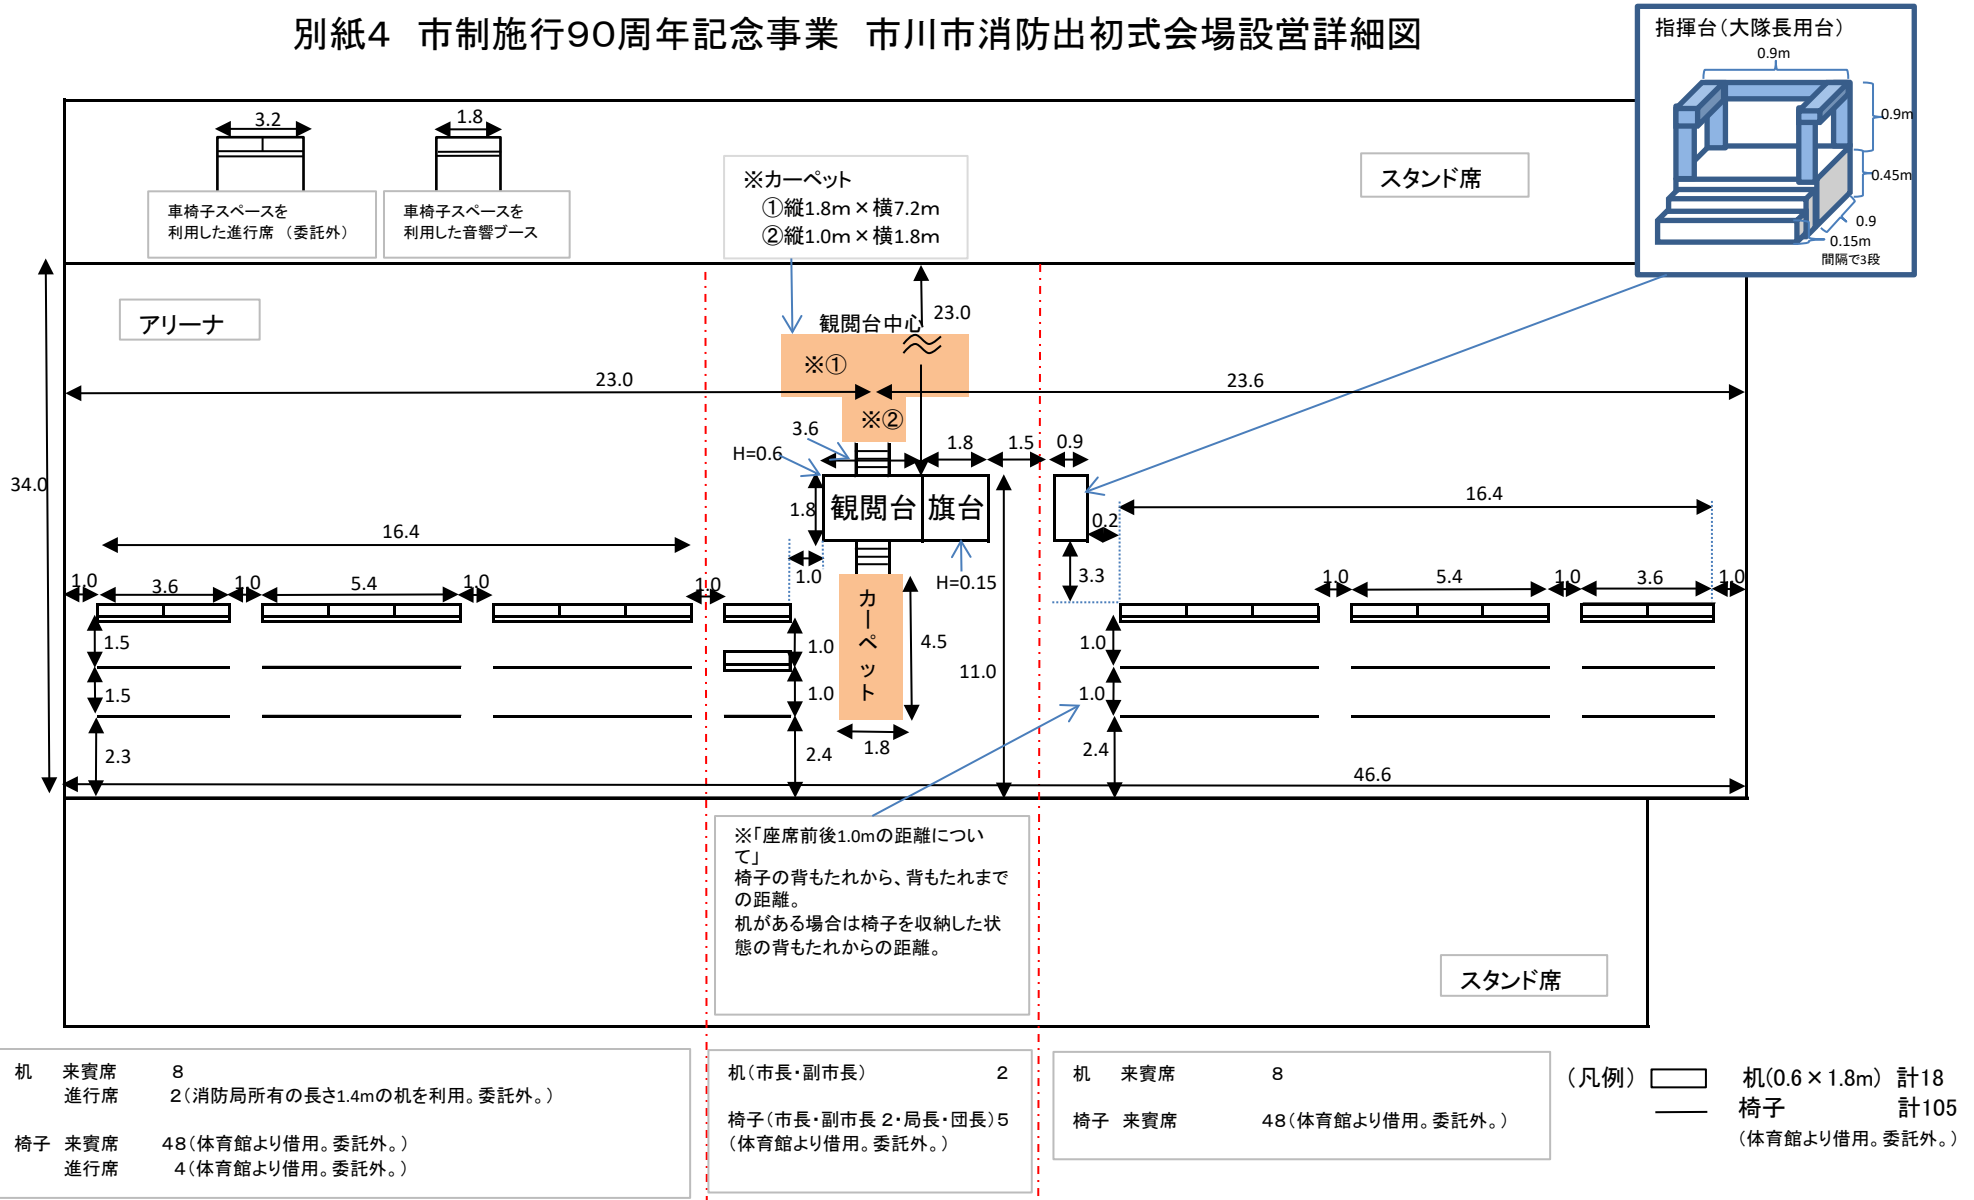 別紙4　市制施行90周年記念事業　市川市消防出初式会場設営詳細図
指揮台(大隊長用台)
0.9m
0.9m
0.45m
0.9
0.15m
間隔で3段
3.2
1.8
車椅子スペースを
利用した進行席 （委託外）
車椅子スペースを
利用した音響ブース
※カーペット
①縦1.8m×横7.2m
②縦1.0m×横1.8m
スタンド席
アリーナ
観閲台中心
23.0
※①
23.0
23.6
※②
3.6
H=0.6
1.8
1.5
0.9
34.0
1.8
観閲台
旗台
16.4
0.2
16.4
1.0
H=0.15
3.3
1.0
3.6
1.0
5.4
1.0
1.0
1.0
5.4
1.0
3.6
1.0
カーペット
1.5
1.0
4.5
1.0
11.0
1.5
1.0
1.0
2.3
2.4
1.8
2.4
46.6
※「座席前後1.0mの距離につい
て」
椅子の背もたれから、背もたれまで
の距離。
机がある場合は椅子を収納した状
態の背もたれからの距離。
スタンド席
机　来賓席　8
進行席　2(消防局所有の長さ1.4mの机を利用。委託外。)
椅子　来賓席　48(体育館より借用。委託外。)
進行席　4(体育館より借用。委託外。)
机(市長・副市長)　2
椅子(市長・副市長 2・局長・団長)5
(体育館より借用。委託外。)
机　来賓席　8
椅子　来賓席　48(体育館より借用。委託外。)
(凡例)　机(0.6×1.8m)　計18
椅子　計105
(体育館より借用。委託外。)